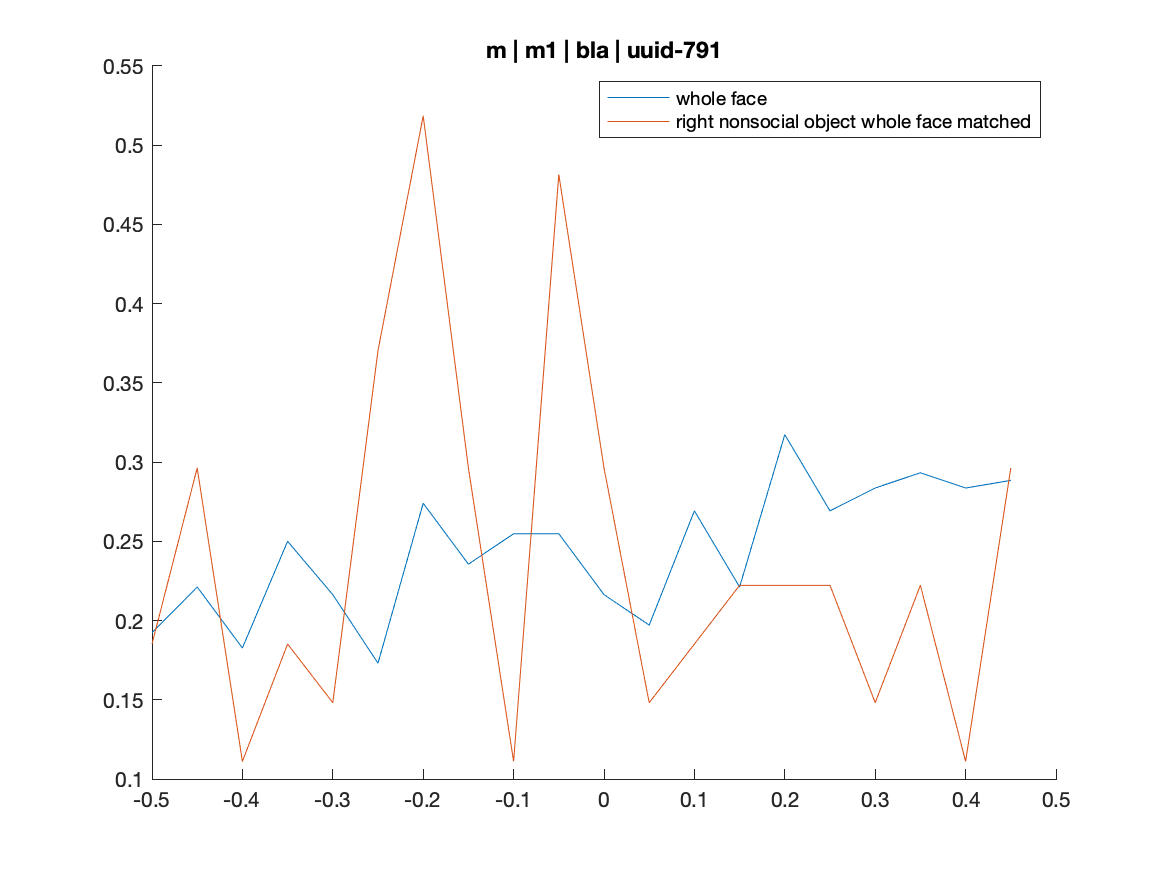 m | m1 | bla | uuid-791
whole face
right nonsocial object whole face matched
0.55
0.5
0.45
0.4
0.35
0.3
0.25
0.2
0.15
0.1
-0.5 -0.4 -0.3 -0.2 -0.1 0 0.1 0.2 0.3 0.4 0.5